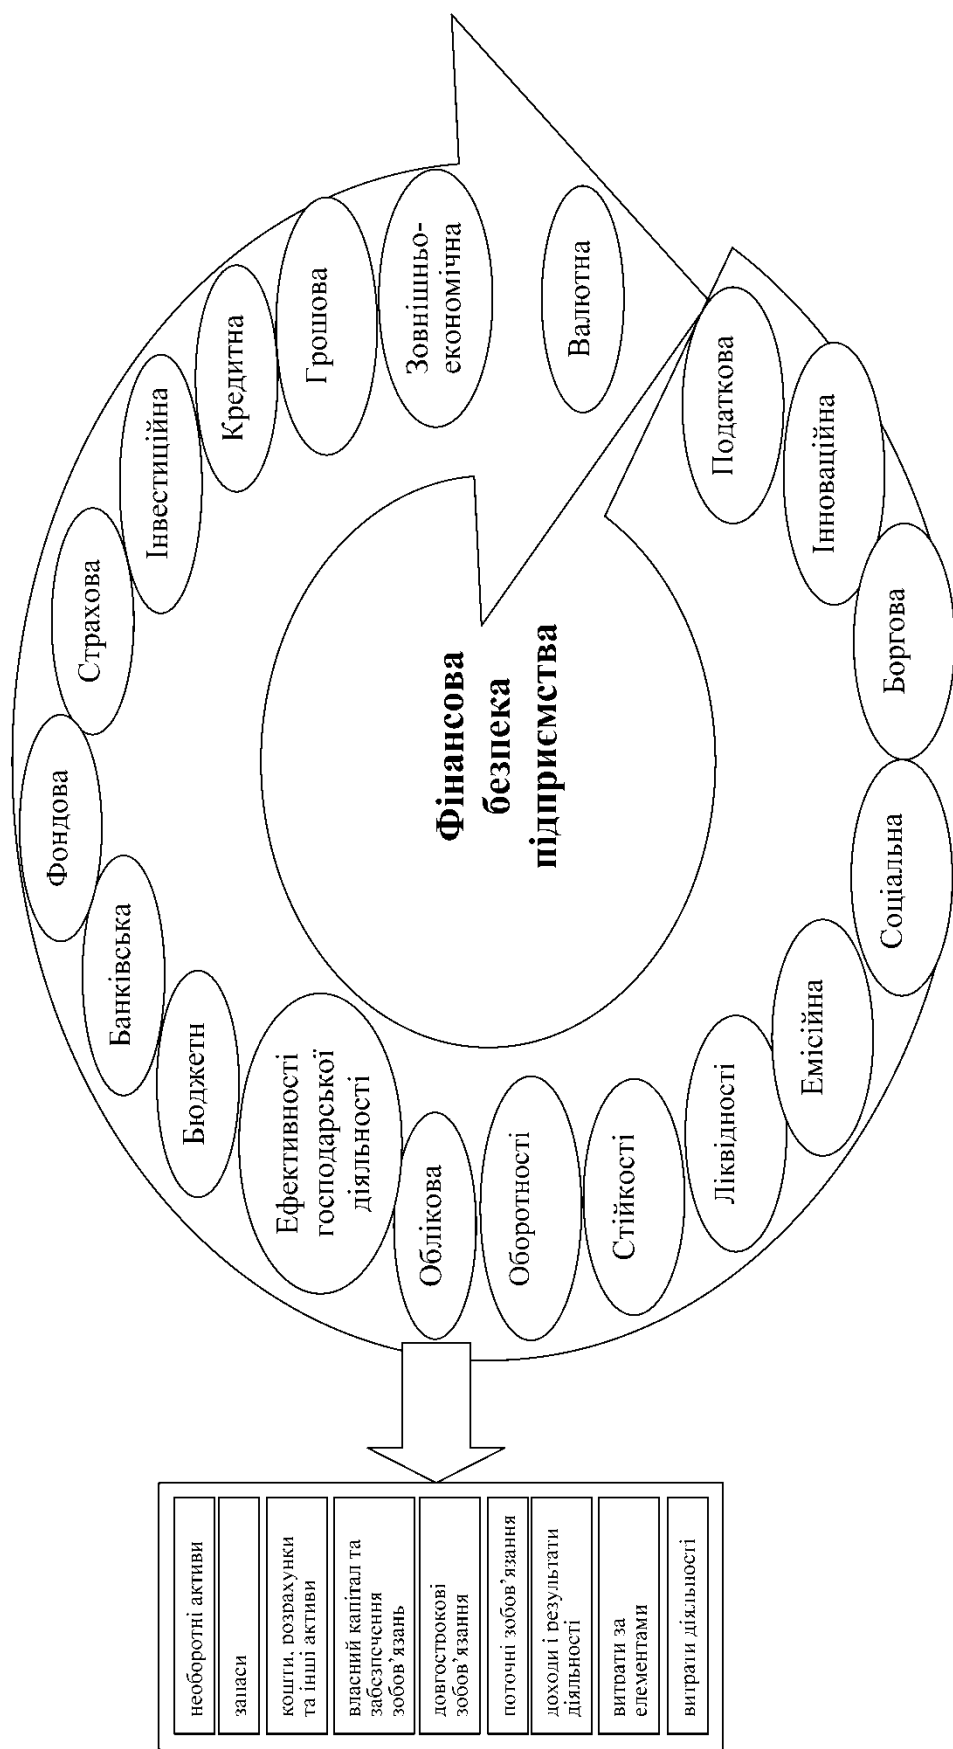 необоротні активи
запаси
кошти, розрахунки
та інші активи
власний капітал та
забезпечення
зобов’язань
довгострокові
зобов’язання
поточні зобов’язання
доходи і результати
діяльності
витрати за
елементами
витрати діяльності
Фінансова
безпека
підприємства
Фондова
Страхова
Інвестиційна
Кредитна
Грошова
Зовнішньо-
економічна
Валютна
Податкова
Інноваційна
Боргова
Соціальна
Емісійна
Ліквідності
Стійкості
Оборотності
Облікова
Ефективності
господарської
діяльності
Бюджетн
Банківська